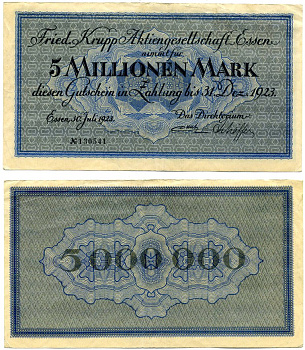 Fried. Krupp Aktiengesellschaft Essen
nimmt für
5 MILLIONEN MARK
diesen Gutschein in Zahlung bis 31. Dez. 1923.
Essen, 30. Juli 1923. Das Direktorium
№ 136541
5 000 000